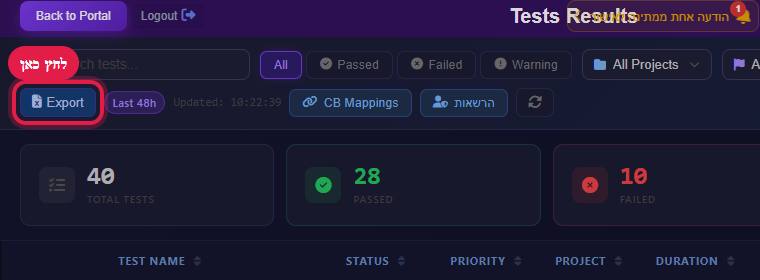 Back to Portal
Logout
Tests Results
הודעה אחת
1
לחץ כאן
tests...
All
Passed
Failed
Warning
All Projects
A
Export
Last 48h
Updated: 10:22:39
CB Mappings
הרשאות
40
TOTAL TESTS
28
PASSED
10
FAILED
TEST NAME
STATUS
PRIORITY
PROJECT
DURATION